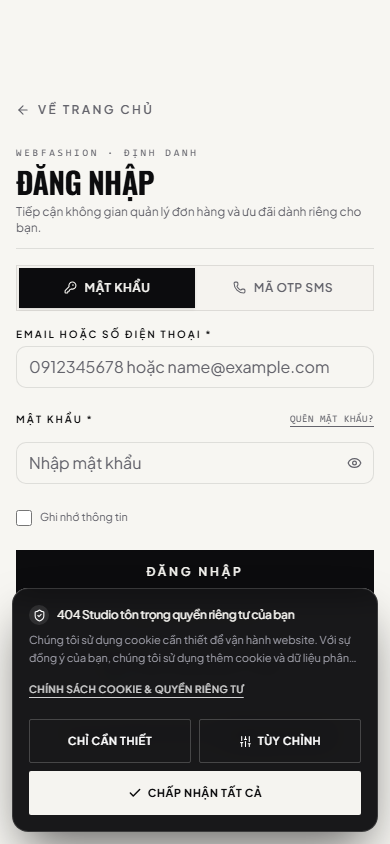 VỀ TRANG CHỦ
WEBFASHION · ĐỊNH DANH
ĐĂNG NHẬP
Tiếp cận không gian quản lý đơn hàng và ưu đãi dành riêng cho
bạn.
MẬT KHẨU
MÃ OTP SMS
EMAIL HOẶC SỐ ĐIỆN THOẠI *
0912345678 hoặc name@example.com
MẬT KHẨU *
QUÊN MẬT KHẨU?
Nhập mật khẩu
Ghi nhớ thông tin
ĐĂNG NHẬP
404 Studio tôn trọng quyền riêng tư của bạn
Chúng tôi sử dụng cookie cần thiết để vận hành website. Với sự
đồng ý của bạn, chúng tôi sử dụng thêm cookie và dữ liệu phân...
CHÍNH SÁCH COOKIE & QUYỀN RIÊNG TƯ
CHỈ CẦN THIẾT
TÙY CHỈNH
CHẤP NHẬN TẤT CẢ